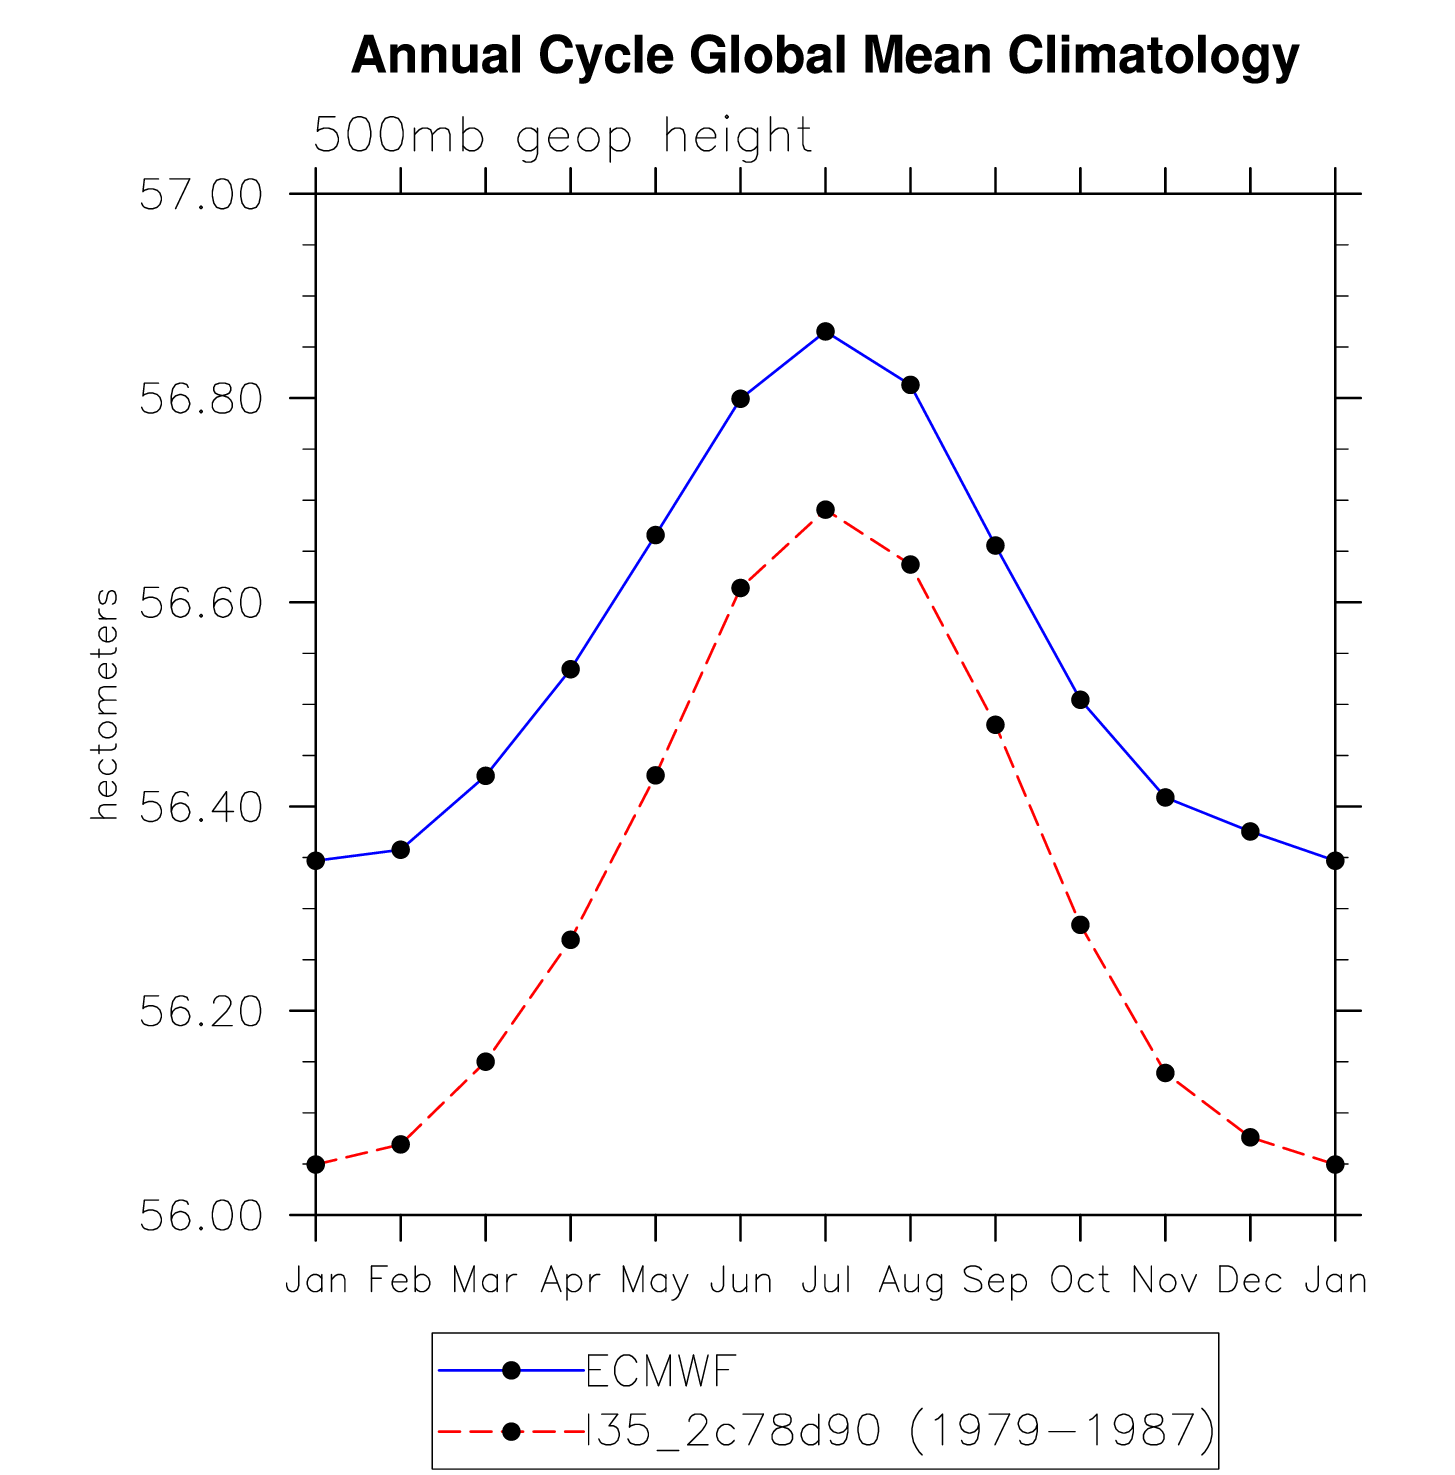 Annual Cycle Global Mean Climatology
500mb geop height
57.00
56.80
56.60
56.40
56.20
56.00
hectometers
Jan Feb Mar Apr May Jun Jul Aug Sep Oct Nov Dec Jan
ECMWF
l35_2c78d90 (1979-1987)